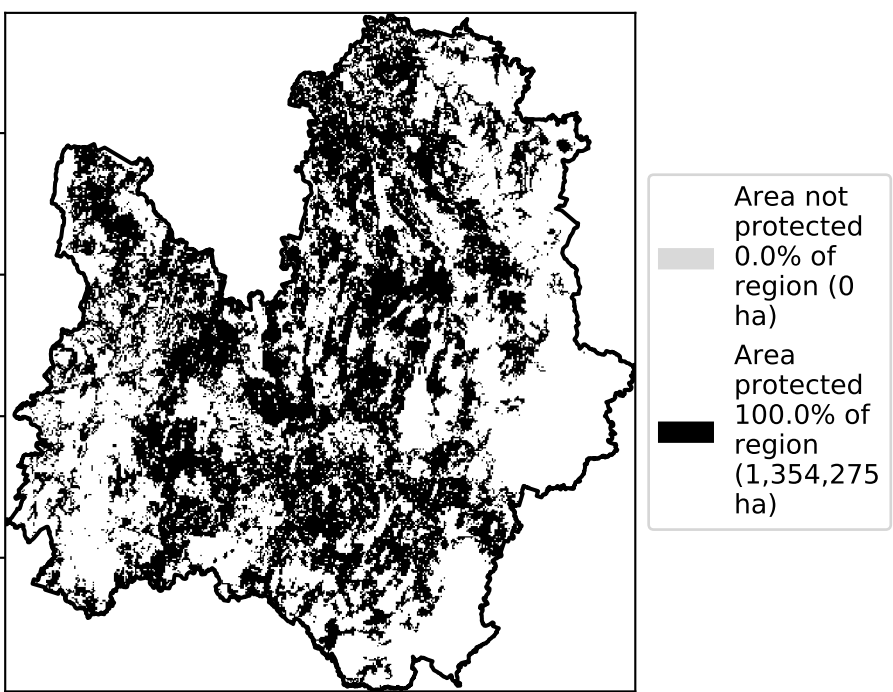 Area not
protected
0.0% of
region (0
ha)
Area
protected
100.0% of
region
(1,354,275
ha)